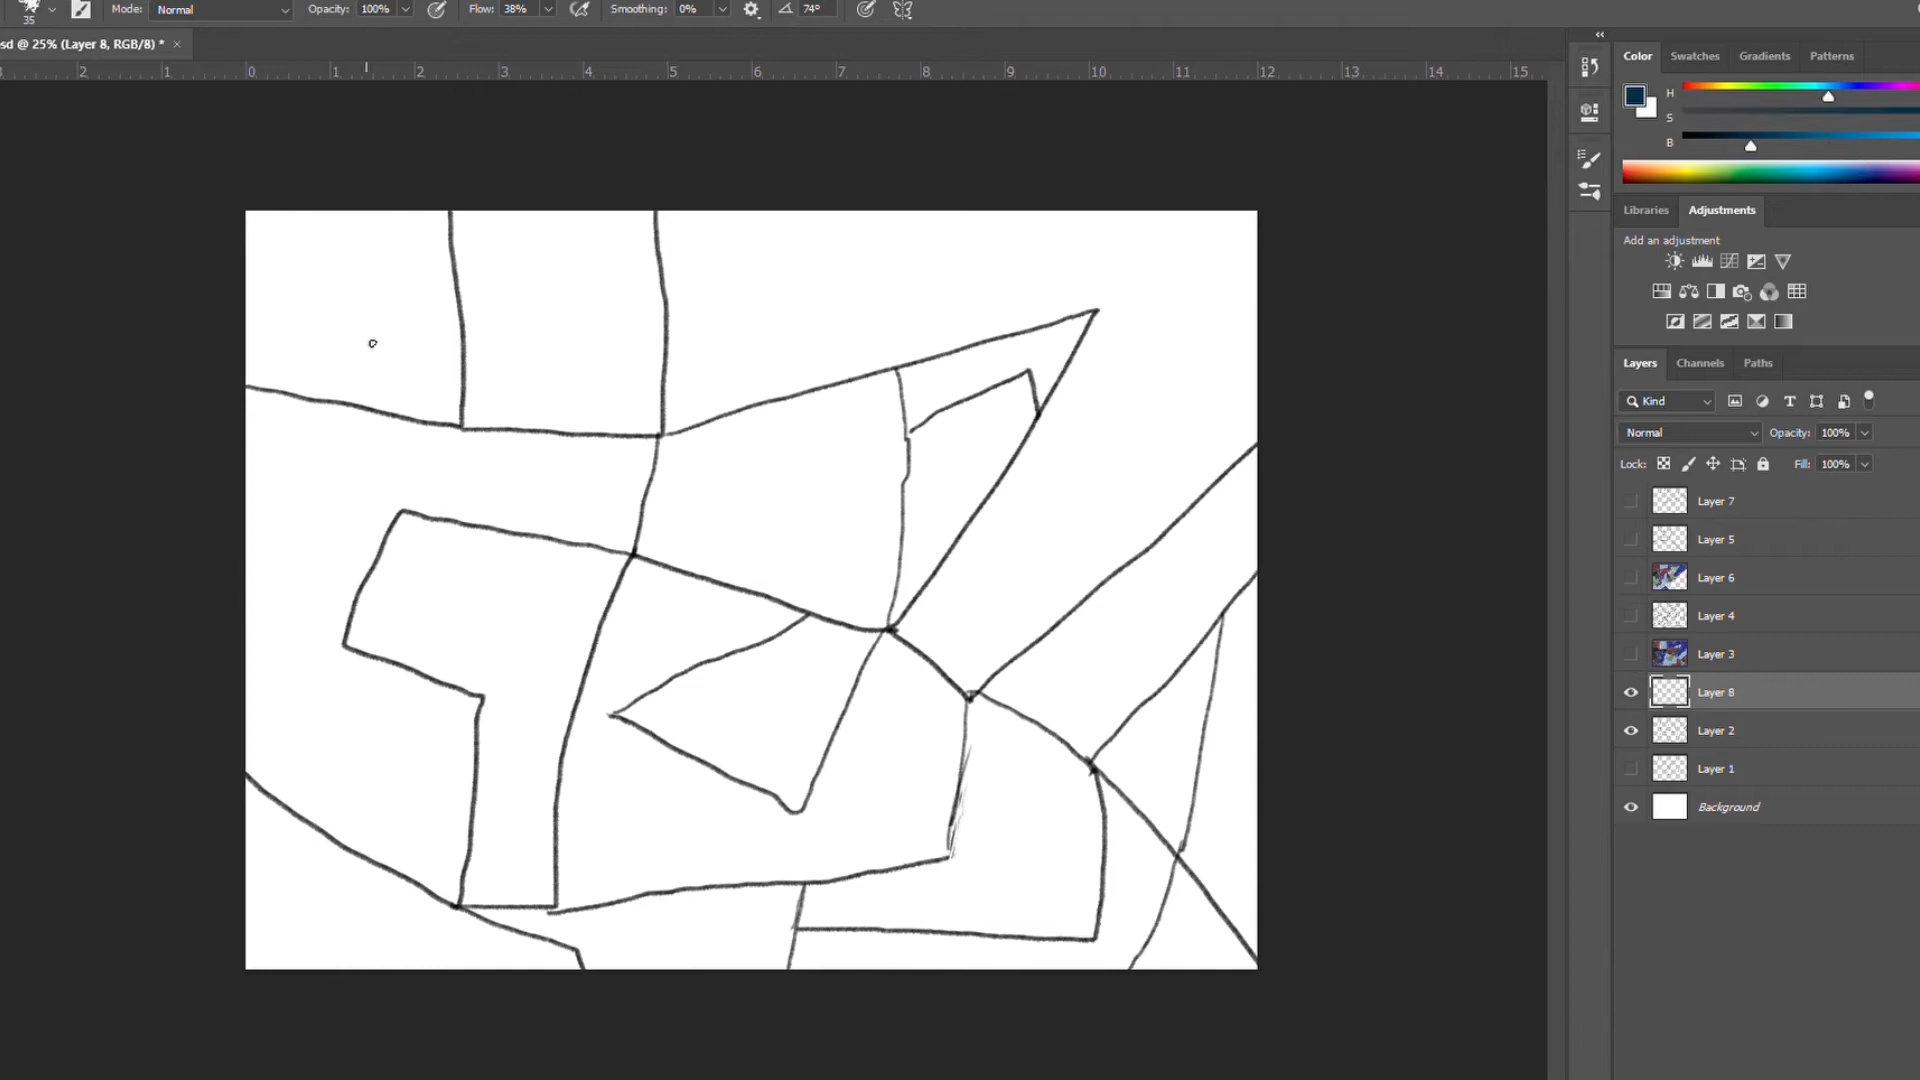 35 Mode: Normal Opacity: 100% Flow: 38% Smoothing: 0% 74°
sd @ 25% (Layer 8, RGB/8) * ×
2 1 0 1 2 3 4 5 6 7 8 9 10 11 12 13 14 15
Color Swatches Gradients Patterns
H
S
B
Libraries Adjustments
Add an adjustment
Layers Channels Paths
Kind
Normal Opacity: 100%
Lock: Fill: 100%
Layer 7
Layer 5
Layer 6
Layer 4
Layer 3
Layer 8
Layer 2
Layer 1
Background